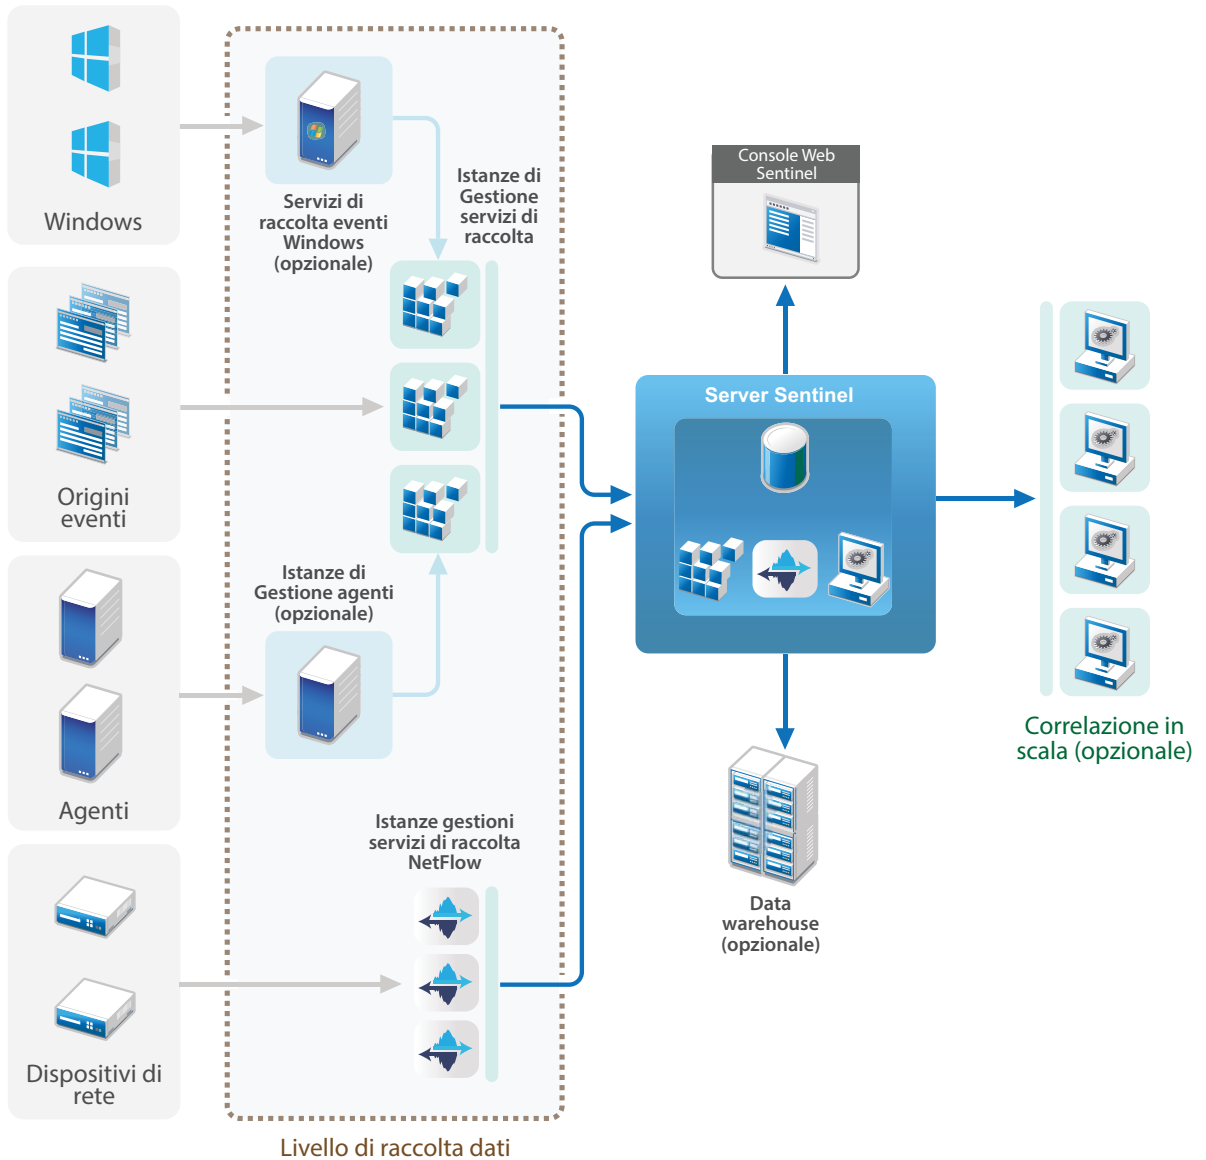 Windows
Servizi di
raccolta eventi
Windows
(opzionale)
Istanze di
Gestione
servizi di
raccolta
Console Web
Sentinel
Origini
eventi
Server Sentinel
Istanze di
Gestione agenti
(opzionale)
Agenti
Correlazione in
scala (opzionale)
Istanze gestioni
servizi di raccolta
NetFlow
Data
warehouse
(opzionale)
Dispositivi di
rete
Livello di raccolta dati